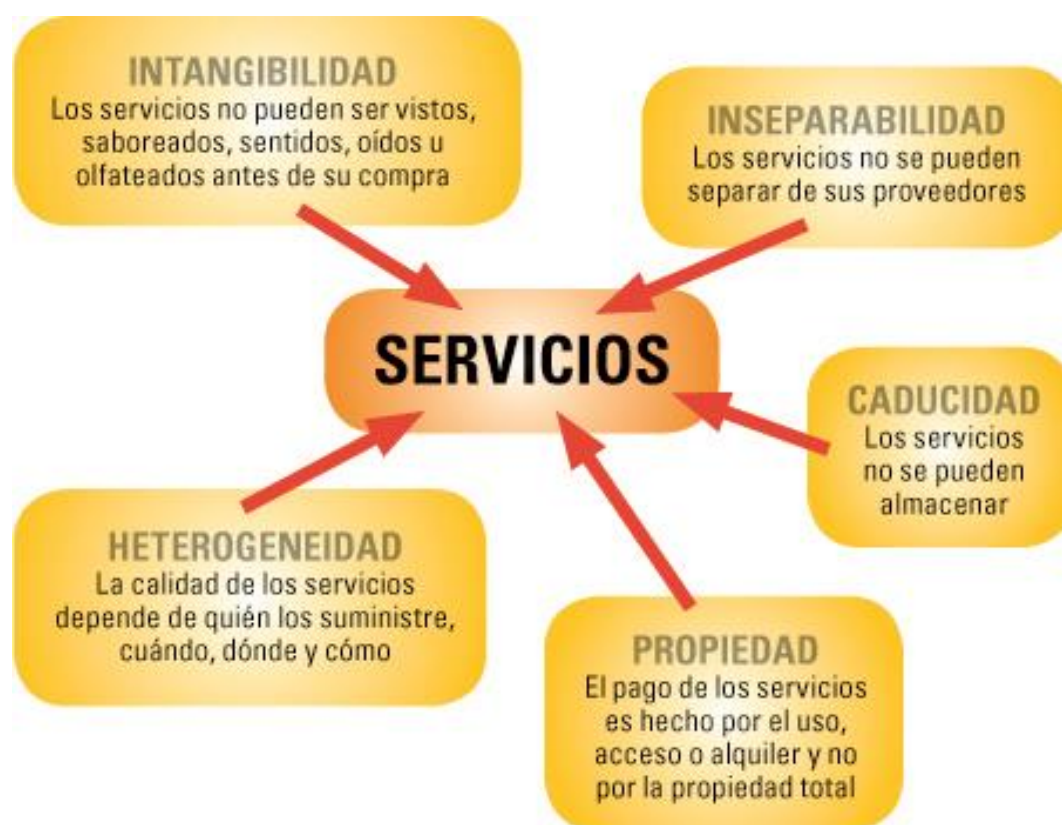 INTANGIBILIDAD
Los servicios no pueden ser vistos,
saboreados, sentidos, oídos u
olfateados antes de su compra
INSEPARABILIDAD
Los servicios no se pueden
separar de sus proveedores
SERVICIOS
CADUCIDAD
Los servicios
no se pueden
almacenar
HETEROGENEIDAD
La calidad de los servicios
depende de quién los suministre,
cuándo, dónde y cómo
PROPIEDAD
El pago de los servicios
es hecho por el uso,
acceso o alquiler y no
por la propiedad total